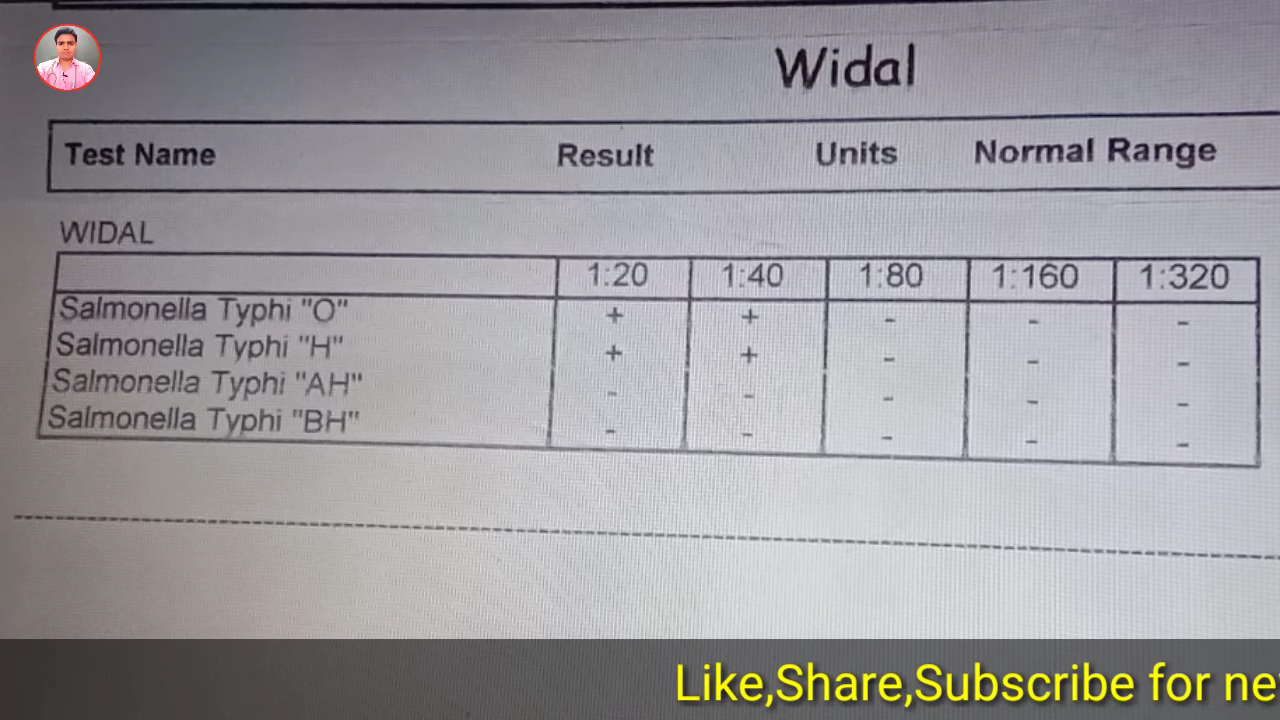 Widal
Test Name Result Units Normal Range
WIDAL
1:20 1:40 1:80 1:160 1:320
Salmonella Typhi "O" + + - - -
Salmonella Typhi "H" + + - - -
Salmonella Typhi "AH" - - - - -
Salmonella Typhi "BH" - - - - -
Like,Share,Subscribe for ne